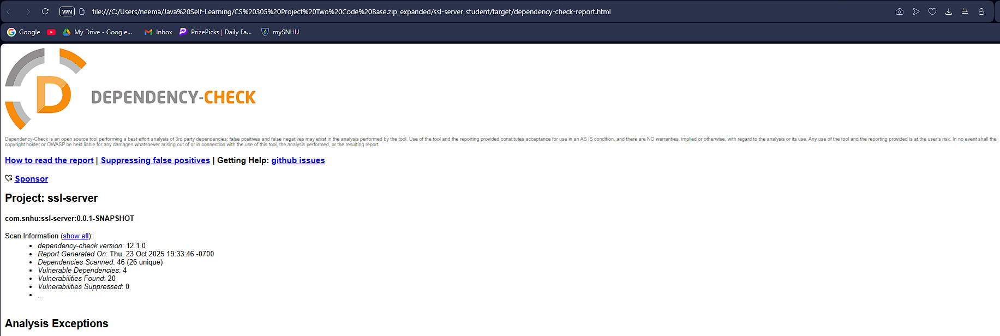 VPN file:///C:/Users/neema/Java%20Self-Learning/CS%20305%20Project%20Two%20Code%20Base.zip_expanded/ssl-server_student/target/dependency-check-report.html
Google My Drive - Google... Inbox PrizePicks | Daily Fa... mySNHU
D
DEPENDENCY-CHECK
Dependency-Check is an open source tool performing a best effort analysis of 3rd party dependencies; false positives and false negatives may exist in the analysis performed by the tool. Use of the tool and the reporting provided constitutes acceptance for use in an AS IS condition, and there are NO warranties, implied or otherwise, with regard to the analysis or its use. Any use of the tool and the reporting provided is at the user's risk. In no event shall the
copyright holder or OWASP be held liable for any damages whatsoever arising out of or in connection with the use of this tool, the analysis performed, or the resulting report.
How to read the report | Suppressing false positives | Getting Help: github issues
Sponsor
Project: ssl-server
com.snhu:ssl-server:0.0.1-SNAPSHOT
Scan Information (show all):
• dependency-check version: 12.1.0
• Report Generated On: Thu, 23 Oct 2025 19:33:46 -0700
• Dependencies Scanned: 46 (26 unique)
• Vulnerable Dependencies: 4
• Vulnerabilities Found: 20
• Vulnerabilities Suppressed: 0
• ...
Analysis Exceptions